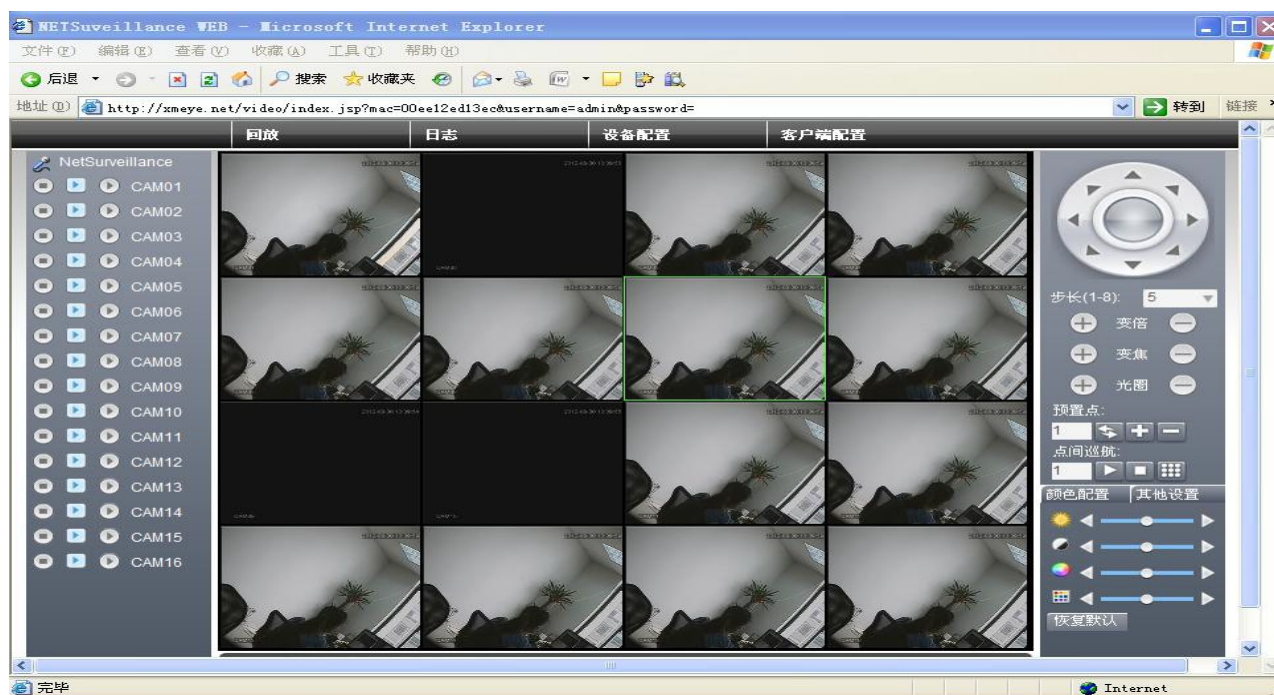 NETSuveillance WEB - Microsoft Internet Explorer
文件(F) 编辑(E) 查看(V) 收藏(A) 工具(T) 帮助(H)
后退 搜索 收藏夹
地址(D) http://xmeye.net/video/index.jsp?mac=00ee12ed13ec&username=admin&password= 转到 链接
回放 日志 设备配置 客户端配置
NetSurveillance
CAM01
CAM02
CAM03
CAM04
CAM05
CAM06
CAM07
CAM08
CAM09
CAM10
CAM11
CAM12
CAM13
CAM14
CAM15
CAM16
步长(1-8): 5
变倍
变焦
光圈
预置点:
1
点间巡航:
1
颜色配置 其他设置
恢复默认
完毕 Internet